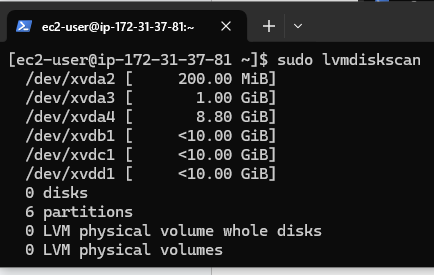 ec2-user@ip-172-31-37-81:~
[ec2-user@ip-172-31-37-81 ~]$ sudo lvmdiskscan
  /dev/xvda2 [     200.00 MiB]
  /dev/xvda3 [       1.00 GiB]
  /dev/xvda4 [       8.80 GiB]
  /dev/xvdb1 [     <10.00 GiB]
  /dev/xvdc1 [     <10.00 GiB]
  /dev/xvdd1 [     <10.00 GiB]
  0 disks
  6 partitions
  0 LVM physical volume whole disks
  0 LVM physical volumes